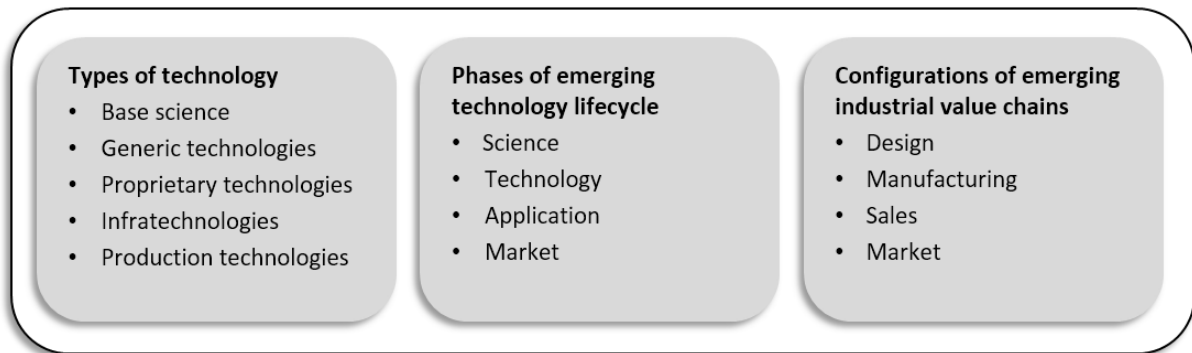 Types of technology
• Base science
• Generic technologies
• Proprietary technologies
• Infratechnologies
• Production technologies
Phases of emerging
technology lifecycle
• Science
• Technology
• Application
• Market
Configurations of emerging
industrial value chains
• Design
• Manufacturing
• Sales
• Market